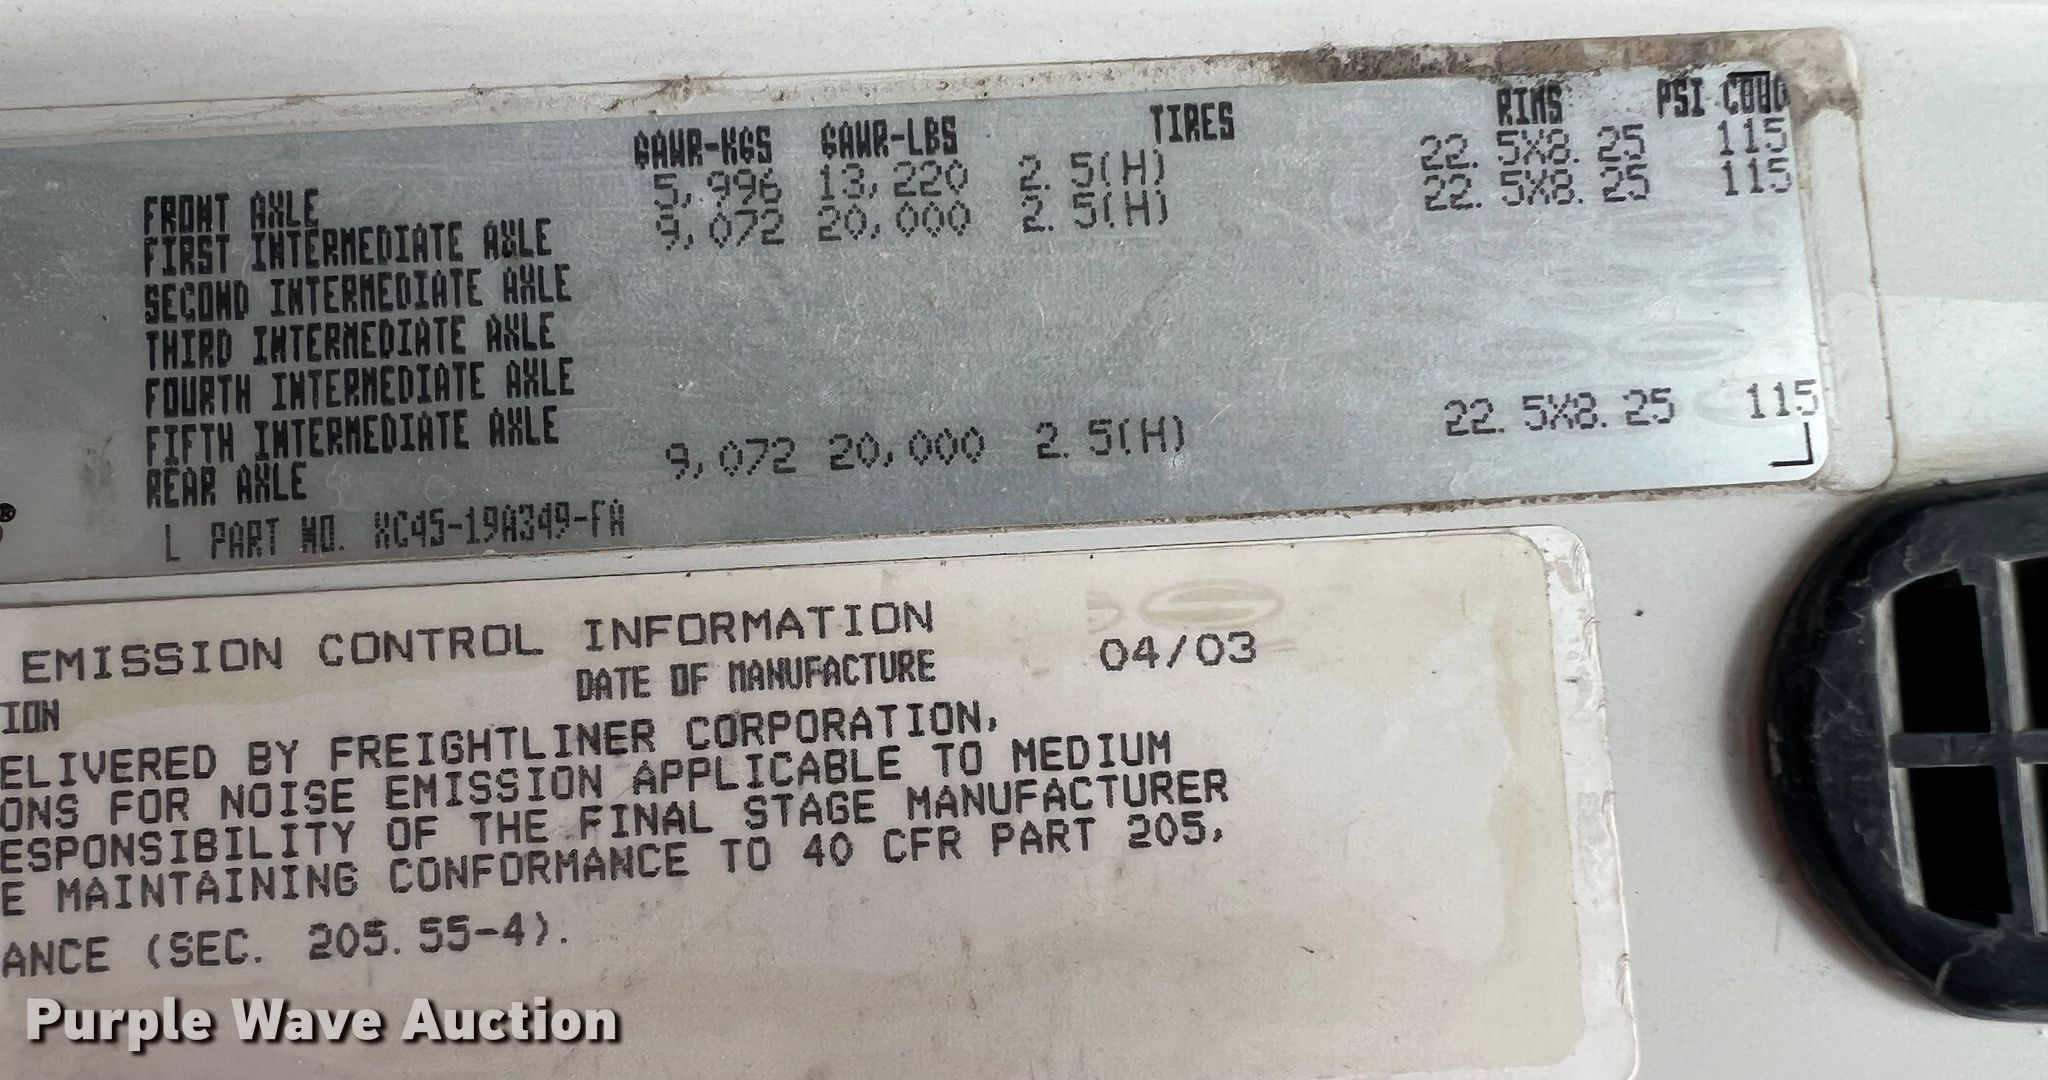 GAWR-KGS GAWR-LBS TIRES RIMS PSI COLD
FRONT AXLE 5,996 13,220 2.5(H) 22.5X8.25 115
FIRST INTERMEDIATE AXLE 9,072 20,000 2.5(H) 22.5X8.25 115
SECOND INTERMEDIATE AXLE
THIRD INTERMEDIATE AXLE
FOURTH INTERMEDIATE AXLE
FIFTH INTERMEDIATE AXLE
REAR AXLE 9,072 20,000 2.5(H) 22.5X8.25 115
L PART NO. XC45-19A349-FA
®
EMISSION CONTROL INFORMATION
DATE OF MANUFACTURE 04/03
ION
ELIVERED BY FREIGHTLINER CORPORATION,
ONS FOR NOISE EMISSION APPLICABLE TO MEDIUM
ESPONSIBILITY OF THE FINAL STAGE MANUFACTURER
E MAINTAINING CONFORMANCE TO 40 CFR PART 205,
ANCE (SEC. 205.55-4).
Purple Wave Auction